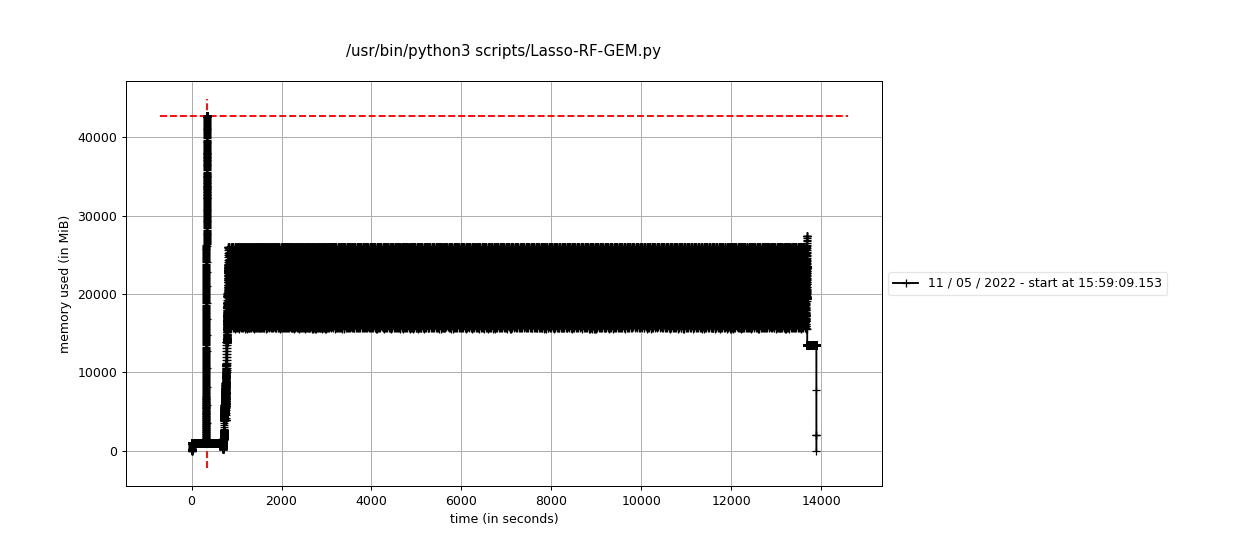 /usr/bin/python3 scripts/Lasso-RF-GEM.py
memory used (in MiB)
40000
30000
20000
10000
0
0 2000 4000 6000 8000 10000 12000 14000
time (in seconds)
11 / 05 / 2022 - start at 15:59:09.153